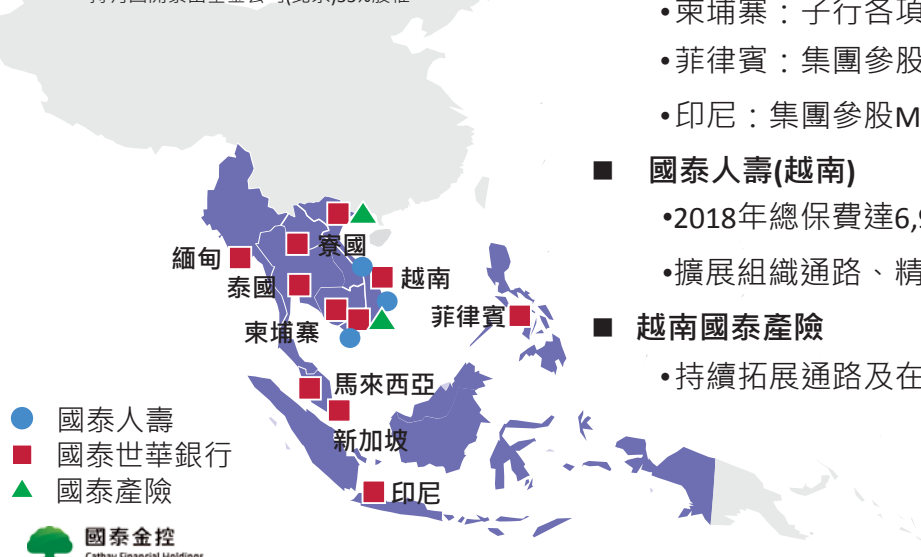 •柬埔寨：子行各項
•菲律賓：集團參股
•印尼：集團參股M
■ 國泰人壽(越南)
•2018年總保費達6,9
•擴展組織通路、精
■ 越南國泰產險
•持續拓展通路及在
緬甸
寮國
泰國
越南
柬埔寨
菲律賓
馬來西亞
新加坡
印尼
國泰人壽
國泰世華銀行
國泰產險
國泰金控
Cathay Financial Holdings